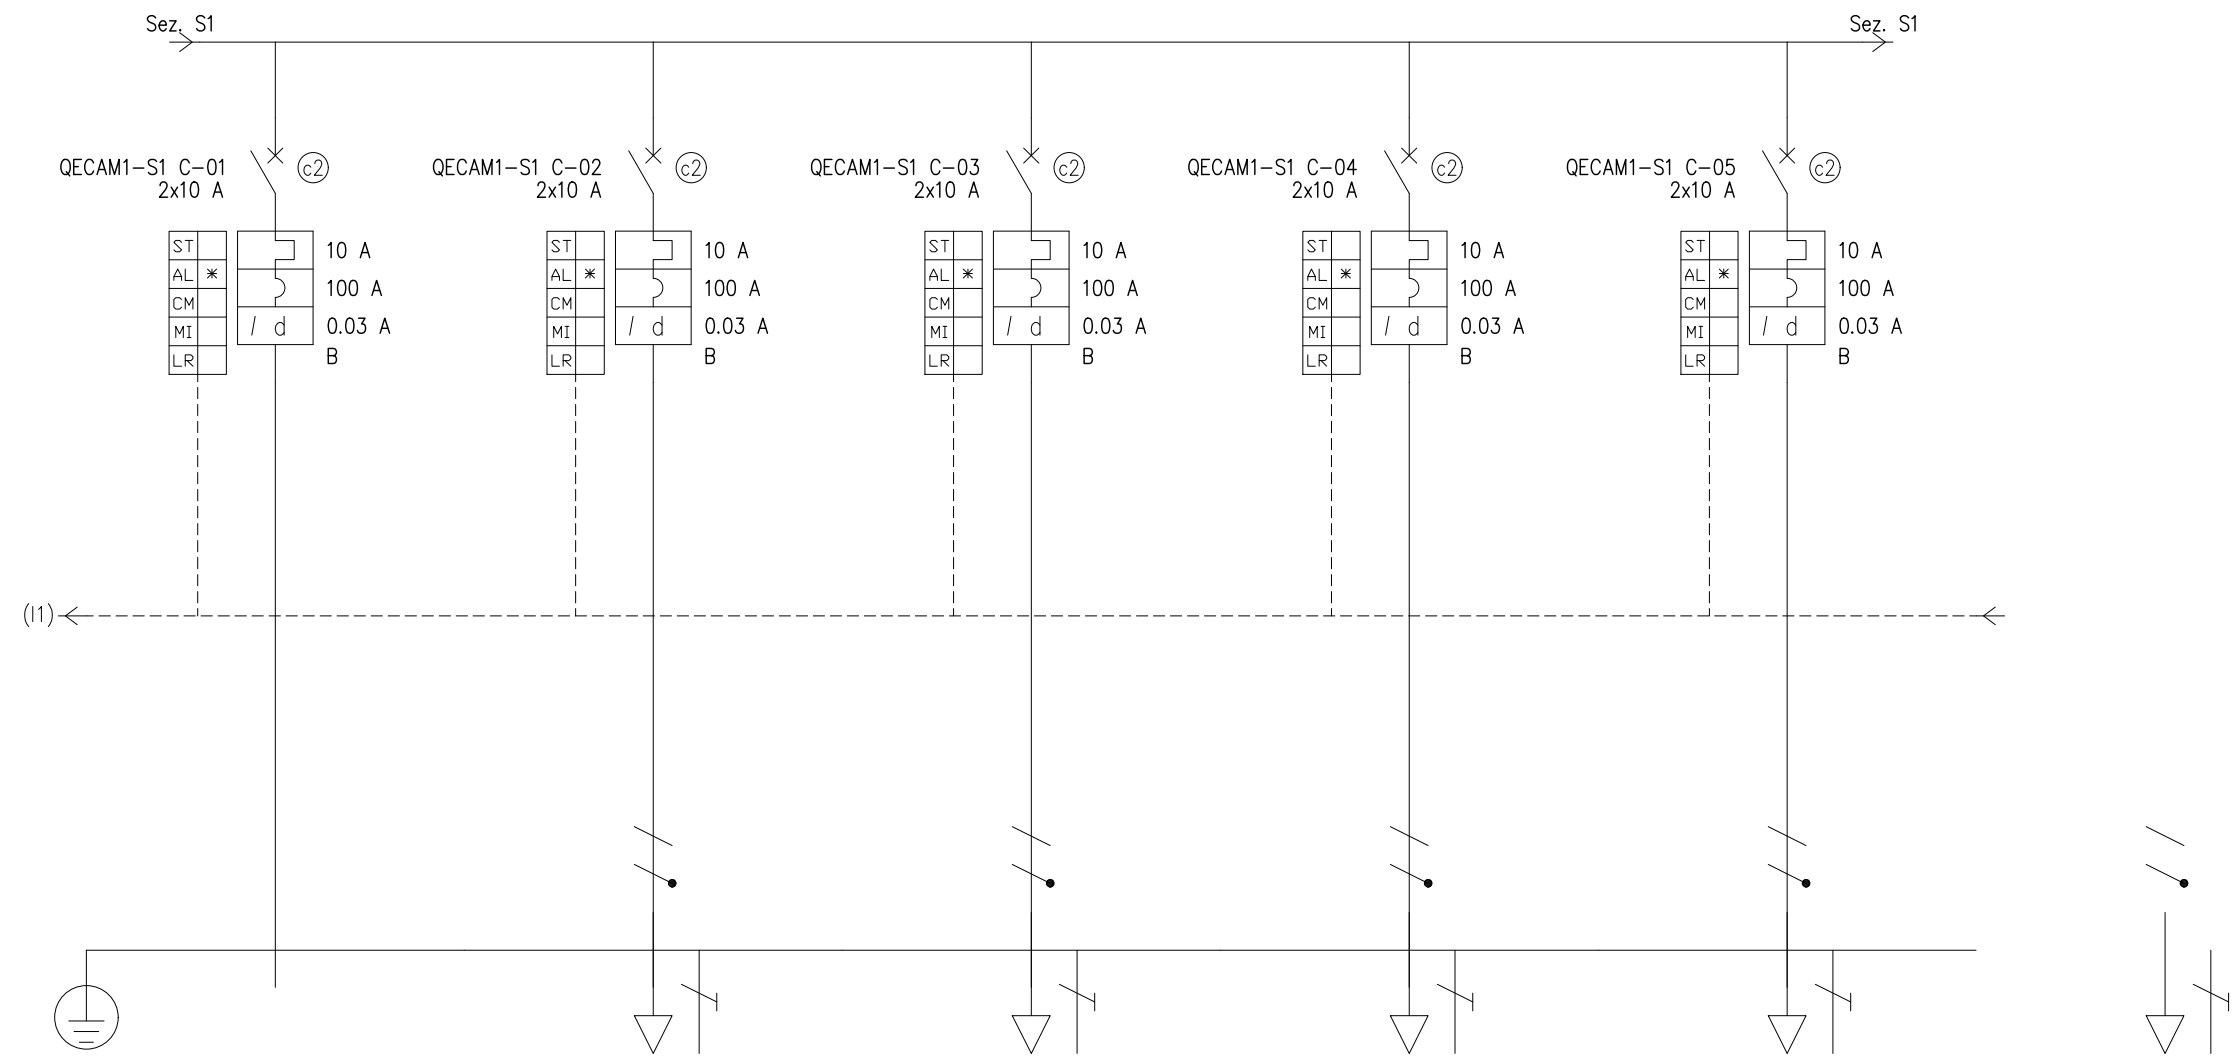 Sez. S1
Sez. S1
QECAM1-S1 C-01
2x10 A
c2
ST
AL *
CM
MI
LR
I d
10 A
100 A
0.03 A
B
QECAM1-S1 C-02
2x10 A
c2
ST
AL *
CM
MI
LR
I d
10 A
100 A
0.03 A
B
QECAM1-S1 C-03
2x10 A
c2
ST
AL *
CM
MI
LR
I d
10 A
100 A
0.03 A
B
QECAM1-S1 C-04
2x10 A
c2
ST
AL *
CM
MI
LR
I d
10 A
100 A
0.03 A
B
QECAM1-S1 C-05
2x10 A
c2
ST
AL *
CM
MI
LR
I d
10 A
100 A
0.03 A
B
(I1)